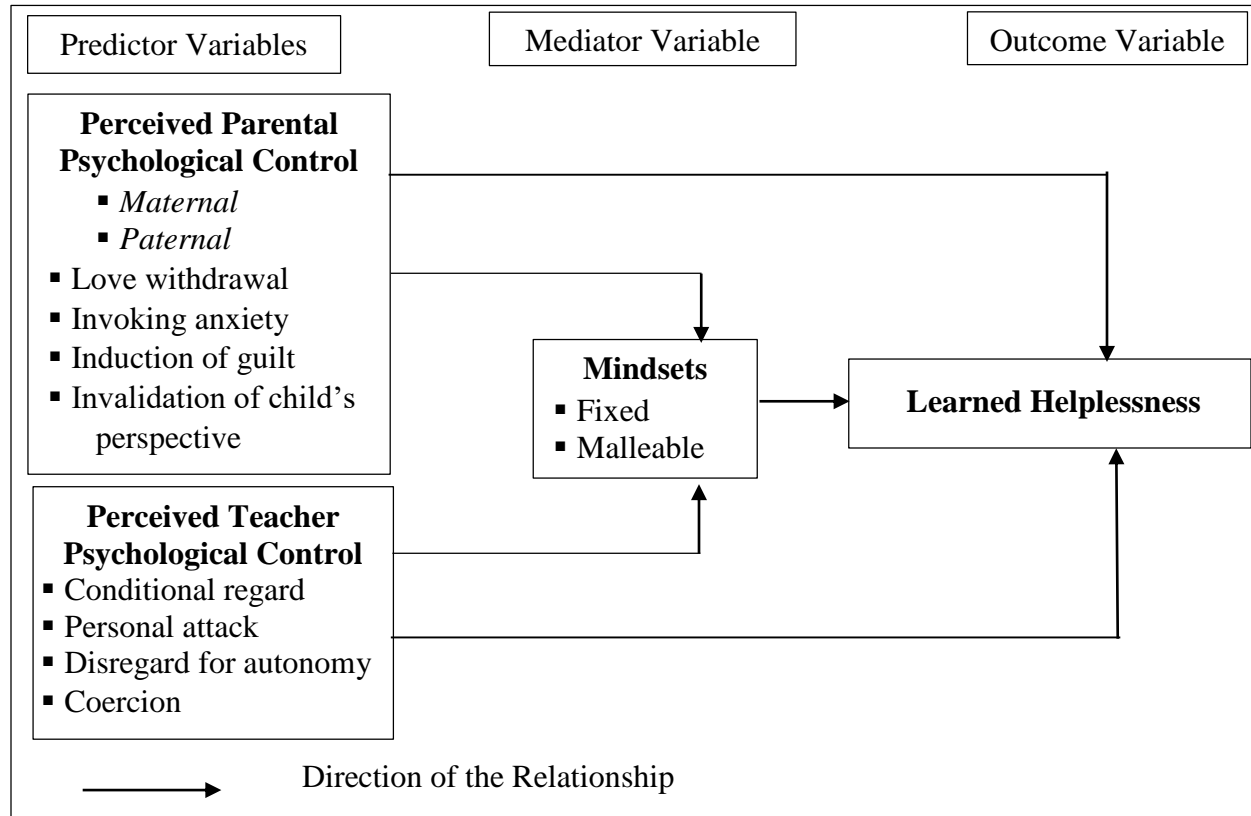 Predictor Variables
Mediator Variable
Outcome Variable
Perceived Parental
Psychological Control
▪ Maternal
▪ Paternal
▪ Love withdrawal
▪ Invoking anxiety
▪ Induction of guilt
▪ Invalidation of child’s
perspective
Mindsets
▪ Fixed
▪ Malleable
Learned Helplessness
Perceived Teacher
Psychological Control
▪ Conditional regard
▪ Personal attack
▪ Disregard for autonomy
▪ Coercion
Direction of the Relationship